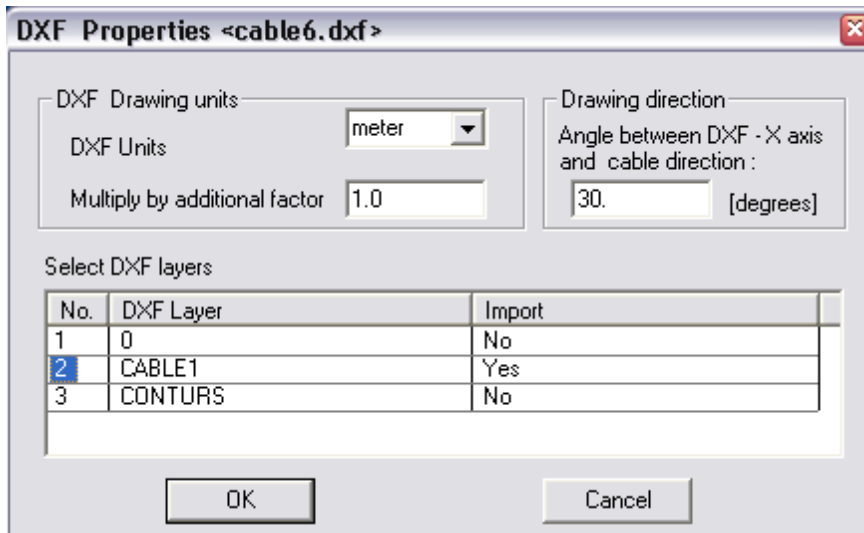 DXF Properties <cable6.dxf>
DXF Drawing units
DXF Units
meter
Multiply by additional factor
1.0
Drawing direction
Angle between DXF - X axis
and cable direction :
30.
[degrees]
Select DXF layers
No. DXF Layer Import
1 0 No
2 CABLE1 Yes
3 CONTURS No
OK
Cancel